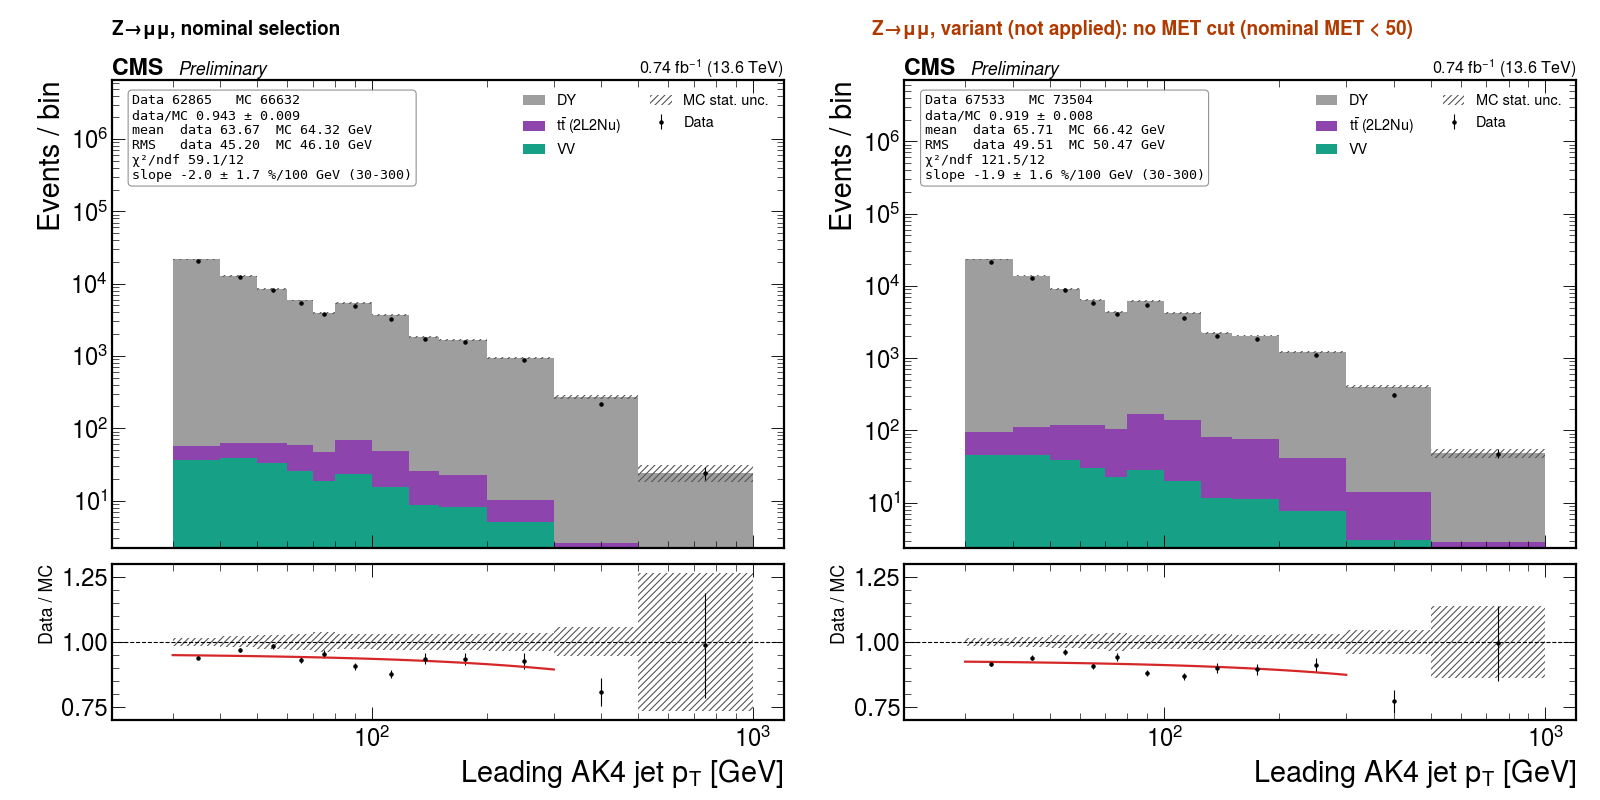 Z→μμ, nominal selection
CMS Preliminary
0.74 fb⁻¹ (13.6 TeV)
Events / bin
Data 62865   MC 66632
data/MC 0.943 ± 0.009
mean  data 63.67  MC 64.32 GeV
RMS   data 45.20  MC 46.10 GeV
χ²/ndf 59.1/12
slope -2.0 ± 1.7 %/100 GeV (30-300)
DY
tt̄ (2L2Nu)
VV
MC stat. unc.
Data
10⁶
10⁵
10⁴
10³
10²
10¹
Data / MC
1.25
1.00
0.75
10²
10³
Leading AK4 jet p_T [GeV]
Z→μμ, variant (not applied): no MET cut (nominal MET < 50)
CMS Preliminary
0.74 fb⁻¹ (13.6 TeV)
Events / bin
Data 67533   MC 73504
data/MC 0.919 ± 0.008
mean  data 65.71  MC 66.42 GeV
RMS   data 49.51  MC 50.47 GeV
χ²/ndf 121.5/12
slope -1.9 ± 1.6 %/100 GeV (30-300)
DY
tt̄ (2L2Nu)
VV
MC stat. unc.
Data
10⁶
10⁵
10⁴
10³
10²
10¹
Data / MC
1.25
1.00
0.75
10²
10³
Leading AK4 jet p_T [GeV]